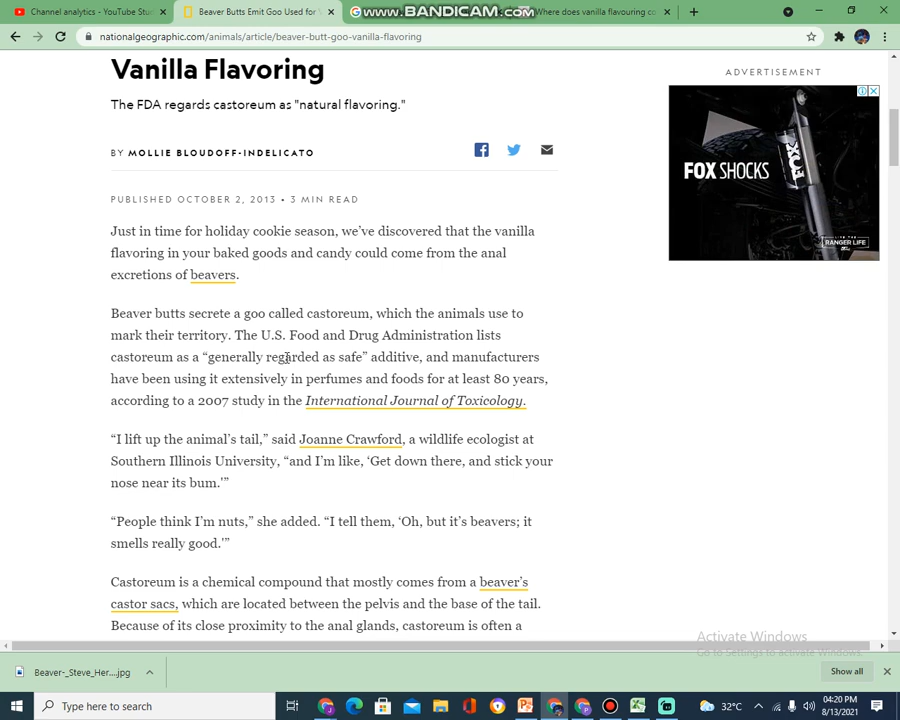 Channel analytics - YouTube Stu
Beaver Butts Emit Goo Used for
WWW.BANDICAM.COM
Where does vanilla flavouring co
nationalgeographic.com/animals/article/beaver-butt-goo-vanilla-flavoring
Vanilla Flavoring
The FDA regards castoreum as "natural flavoring."
BY MOLLIE BLOUDOFF-INDELICATO
PUBLISHED OCTOBER 2, 2013 • 3 MIN READ
Just in time for holiday cookie season, we’ve discovered that the vanilla
flavoring in your baked goods and candy could come from the anal
excretions of beavers.
Beaver butts secrete a goo called castoreum, which the animals use to
mark their territory. The U.S. Food and Drug Administration lists
castoreum as a “generally regarded as safe” additive, and manufacturers
have been using it extensively in perfumes and foods for at least 80 years,
according to a 2007 study in the International Journal of Toxicology.
“I lift up the animal’s tail,” said Joanne Crawford, a wildlife ecologist at
Southern Illinois University, “and I’m like, ‘Get down there, and stick your
nose near its bum.’”
“People think I’m nuts,” she added. “I tell them, ‘Oh, but it’s beavers; it
smells really good.’”
Castoreum is a chemical compound that mostly comes from a beaver’s
castor sacs, which are located between the pelvis and the base of the tail.
Because of its close proximity to the anal glands, castoreum is often a
ADVERTISEMENT
FOX SHOCKS
FOX
RANGER LIFE
Activate Windows
Go to Settings to activate Windows.
Beaver-_Steve_Her....jpg
Show all
Type here to search
32°C
04:20 PM
8/13/2021